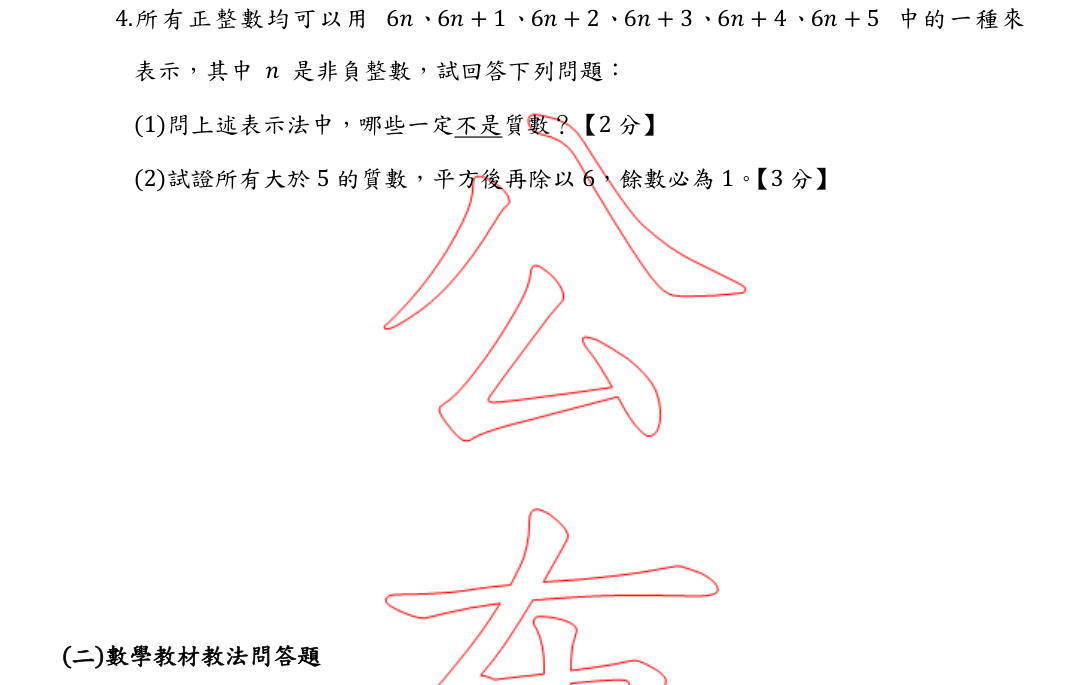 4.所有正整數均可以用 6n、6n + 1、6n + 2、6n + 3、6n + 4、6n + 5 中的一種來
表示，其中 n 是非負整數，試回答下列問題：
(1)問上述表示法中，哪些一定不是質數？【2 分】
(2)試證所有大於 5 的質數，平方後再除以 6，餘數必為 1。【3 分】
公
(二)數學教材教法問答題